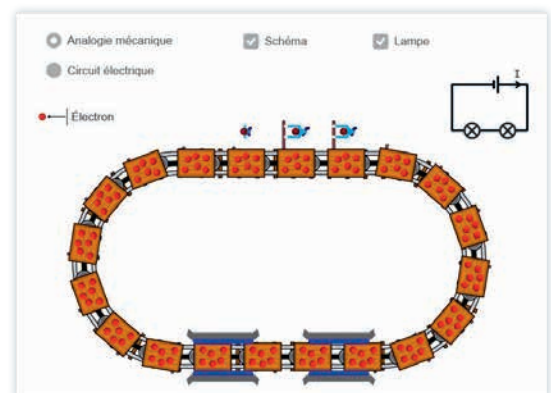 Analogie mécanique
Schéma
Lampe
Circuit électrique
Électron
I